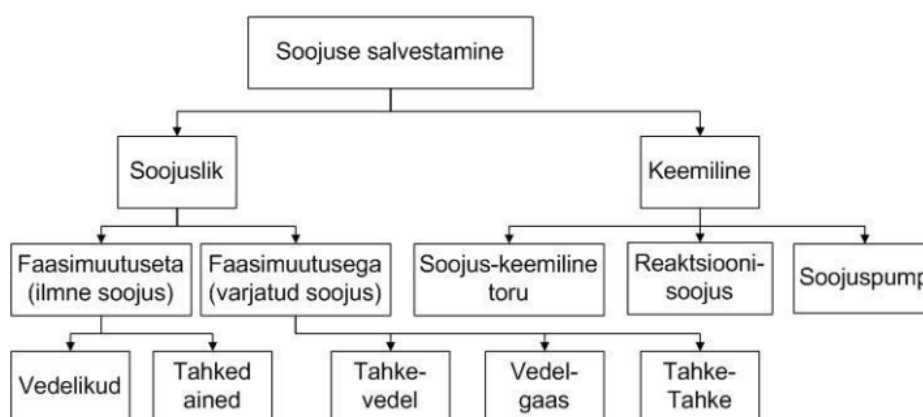 Soojuse salvestamine
Soojuslik
Keemiline
Faasimuutuseta
(ilmne soojus)
Faasimuutusega
(varjatud soojus)
Soojus-keemiline
toru
Reaktsiooni-
soojus
Soojuspump
Vedelikud
Tahked
ained
Tahke-
vedel
Vedel-
gaas
Tahke-
Tahke